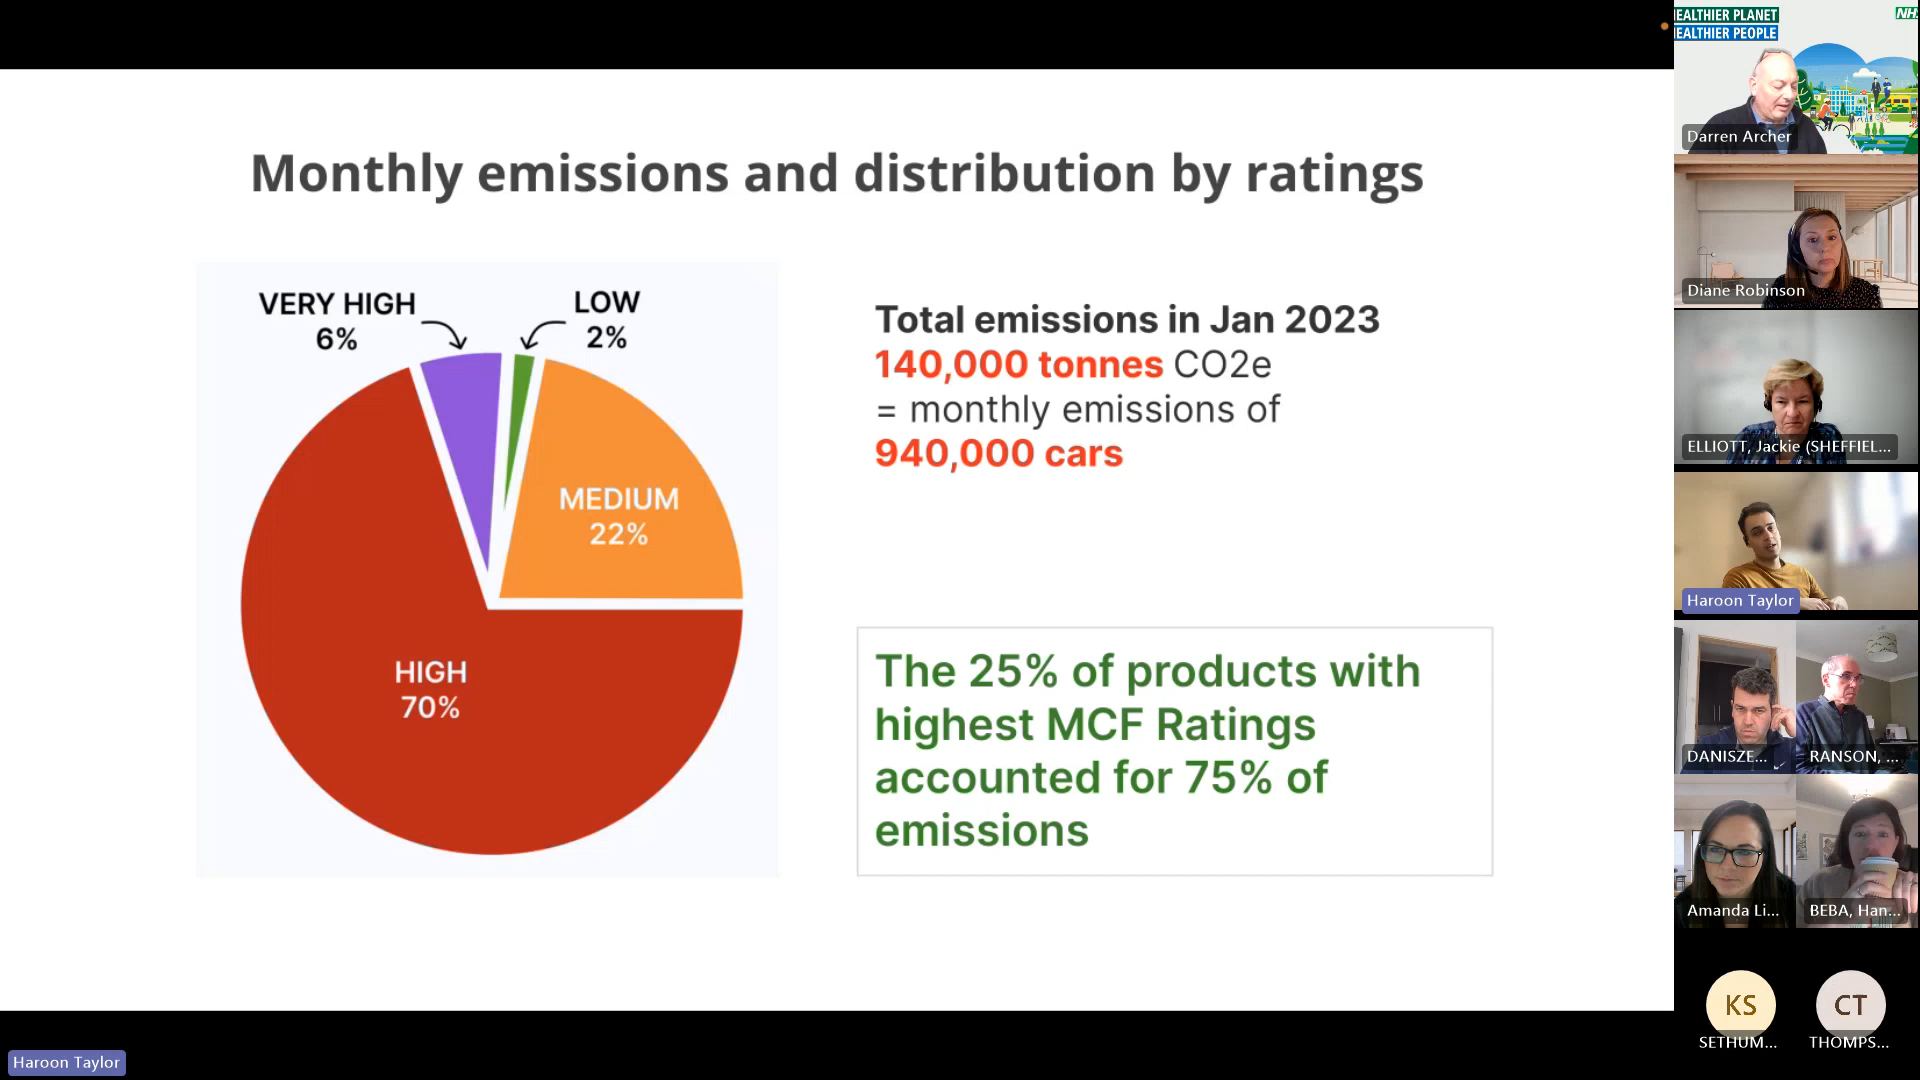 Monthly emissions and distribution by ratings
VERY HIGH
6%
LOW
2%
MEDIUM
22%
HIGH
70%
Total emissions in Jan 2023
140,000 tonnes CO2e
= monthly emissions of
940,000 cars
The 25% of products with
highest MCF Ratings
accounted for 75% of
emissions
EALTHIER PLANET
EALTHIER PEOPLE
NH
Darren Archer
Diane Robinson
ELLIOTT, Jackie (SHEFFIEL...
Haroon Taylor
DANISZE...
RANSON, ...
Amanda Li...
BEBA, Han...
KS
SETHUM...
CT
THOMPS...
Haroon Taylor